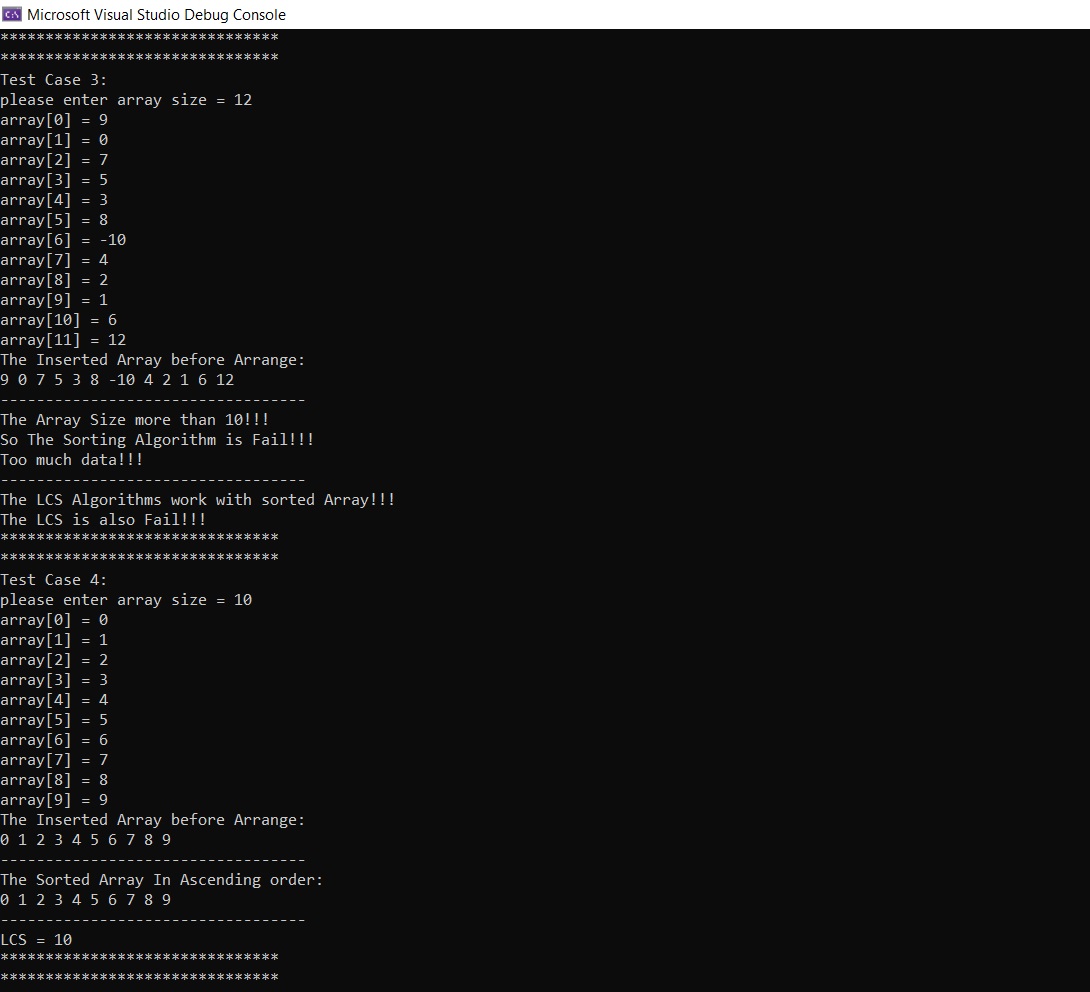 Microsoft Visual Studio Debug Console
*******************************
*******************************
Test Case 3:
please enter array size = 12
array[0] = 9
array[1] = 0
array[2] = 7
array[3] = 5
array[4] = 3
array[5] = 8
array[6] = -10
array[7] = 4
array[8] = 2
array[9] = 1
array[10] = 6
array[11] = 12
The Inserted Array before Arrange:
9 0 7 5 3 8 -10 4 2 1 6 12
----------------------------------
The Array Size more than 10!!!
So The Sorting Algorithm is Fail!!!
Too much data!!!
----------------------------------
The LCS Algorithms work with sorted Array!!!
The LCS is also Fail!!!
*******************************
*******************************
Test Case 4:
please enter array size = 10
array[0] = 0
array[1] = 1
array[2] = 2
array[3] = 3
array[4] = 4
array[5] = 5
array[6] = 6
array[7] = 7
array[8] = 8
array[9] = 9
The Inserted Array before Arrange:
0 1 2 3 4 5 6 7 8 9
----------------------------------
The Sorted Array In Ascending order:
0 1 2 3 4 5 6 7 8 9
----------------------------------
LCS = 10
*******************************
*******************************